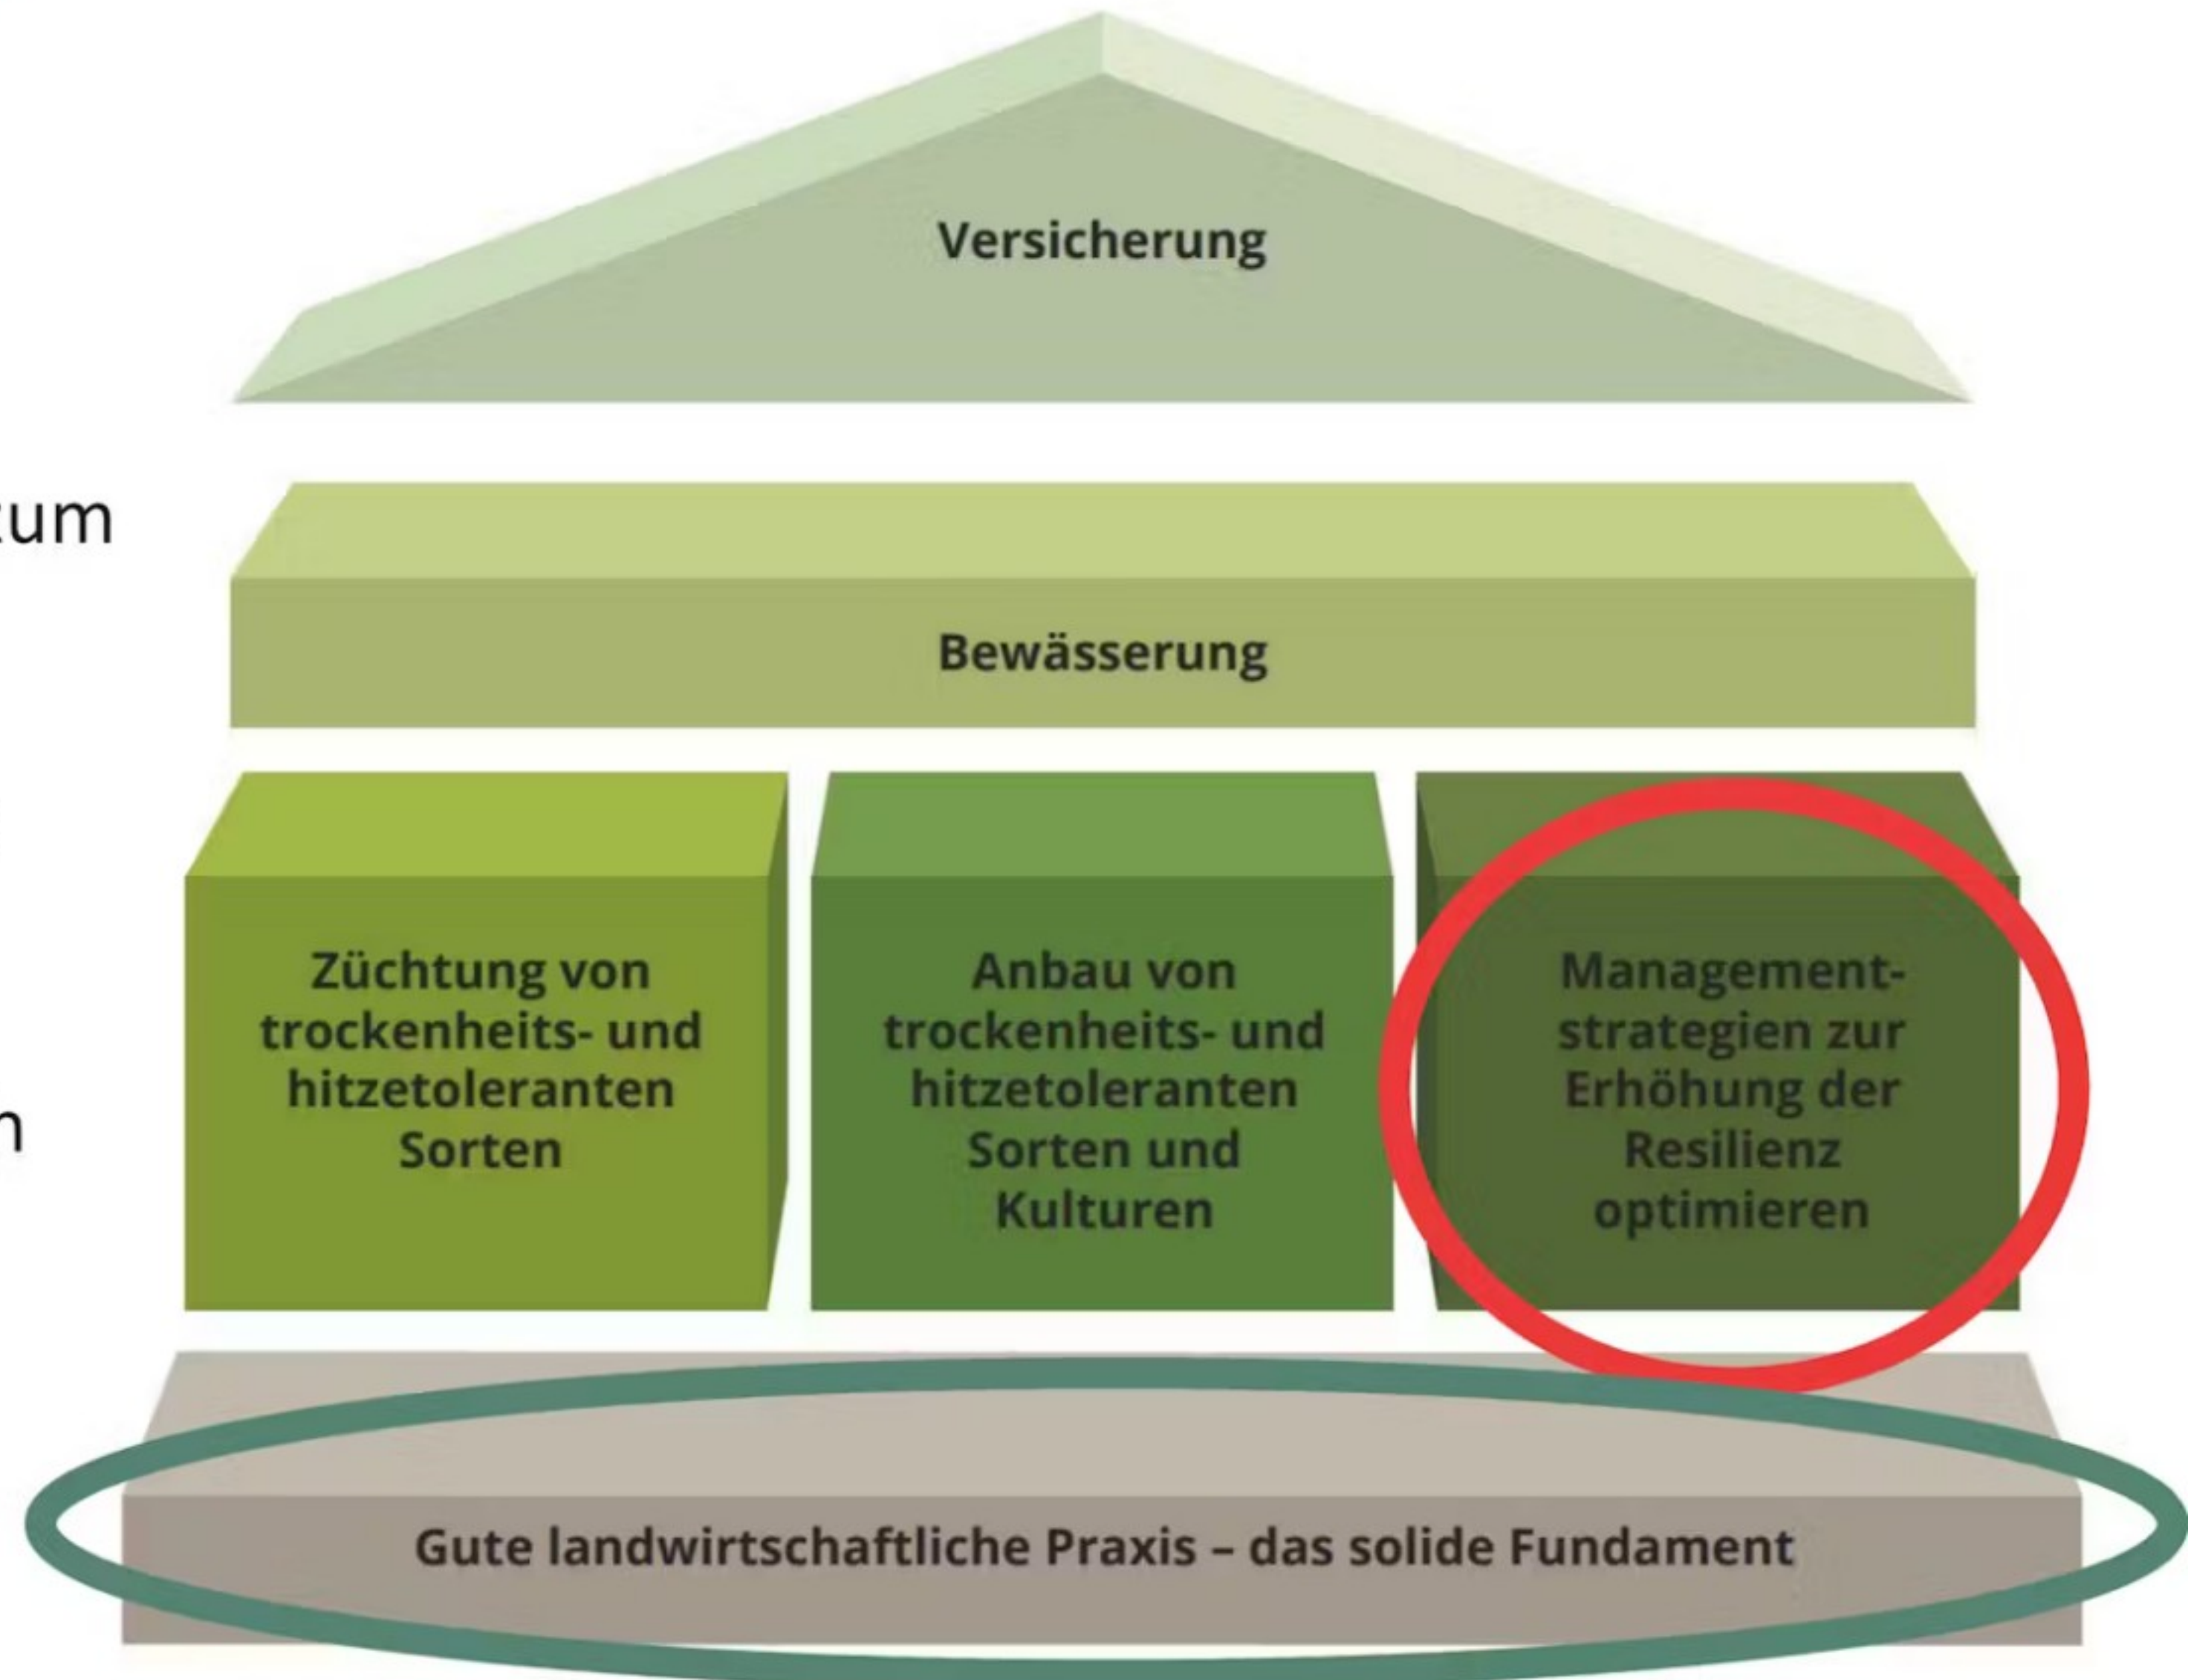 Versicherung
zum
Bewässerung
Züchtung von
trockenheits- und
hitzetoleranten
Sorten
Anbau von
trockenheits- und
hitzetoleranten
Sorten und
Kulturen
Management-
strategien zur
Erhöhung der
Resilienz
optimieren
Gute landwirtschaftliche Praxis – das solide Fundament